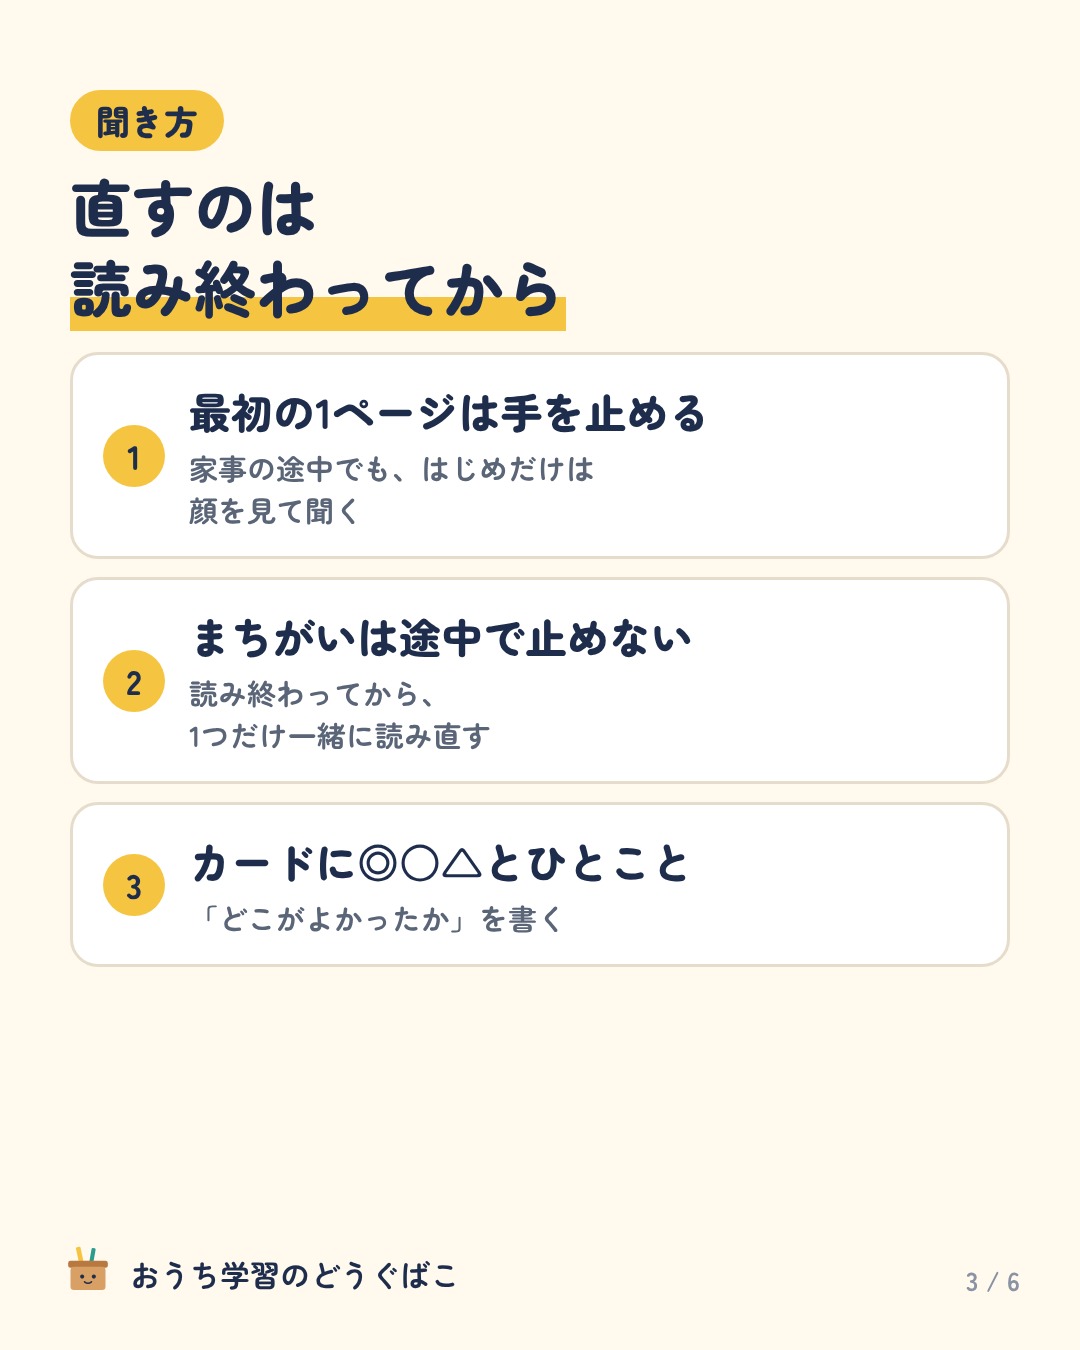 聞き方
直すのは
読み終わってから
1
最初の1ページは手を止める
家事の途中でも、はじめだけは
顔を見て聞く
2
まちがいは途中で止めない
読み終わってから、
1つだけ一緒に読み直す
3
カードに◎○△とひとこと
「どこがよかったか」を書く
おうち学習のどうぐばこ
3 / 6